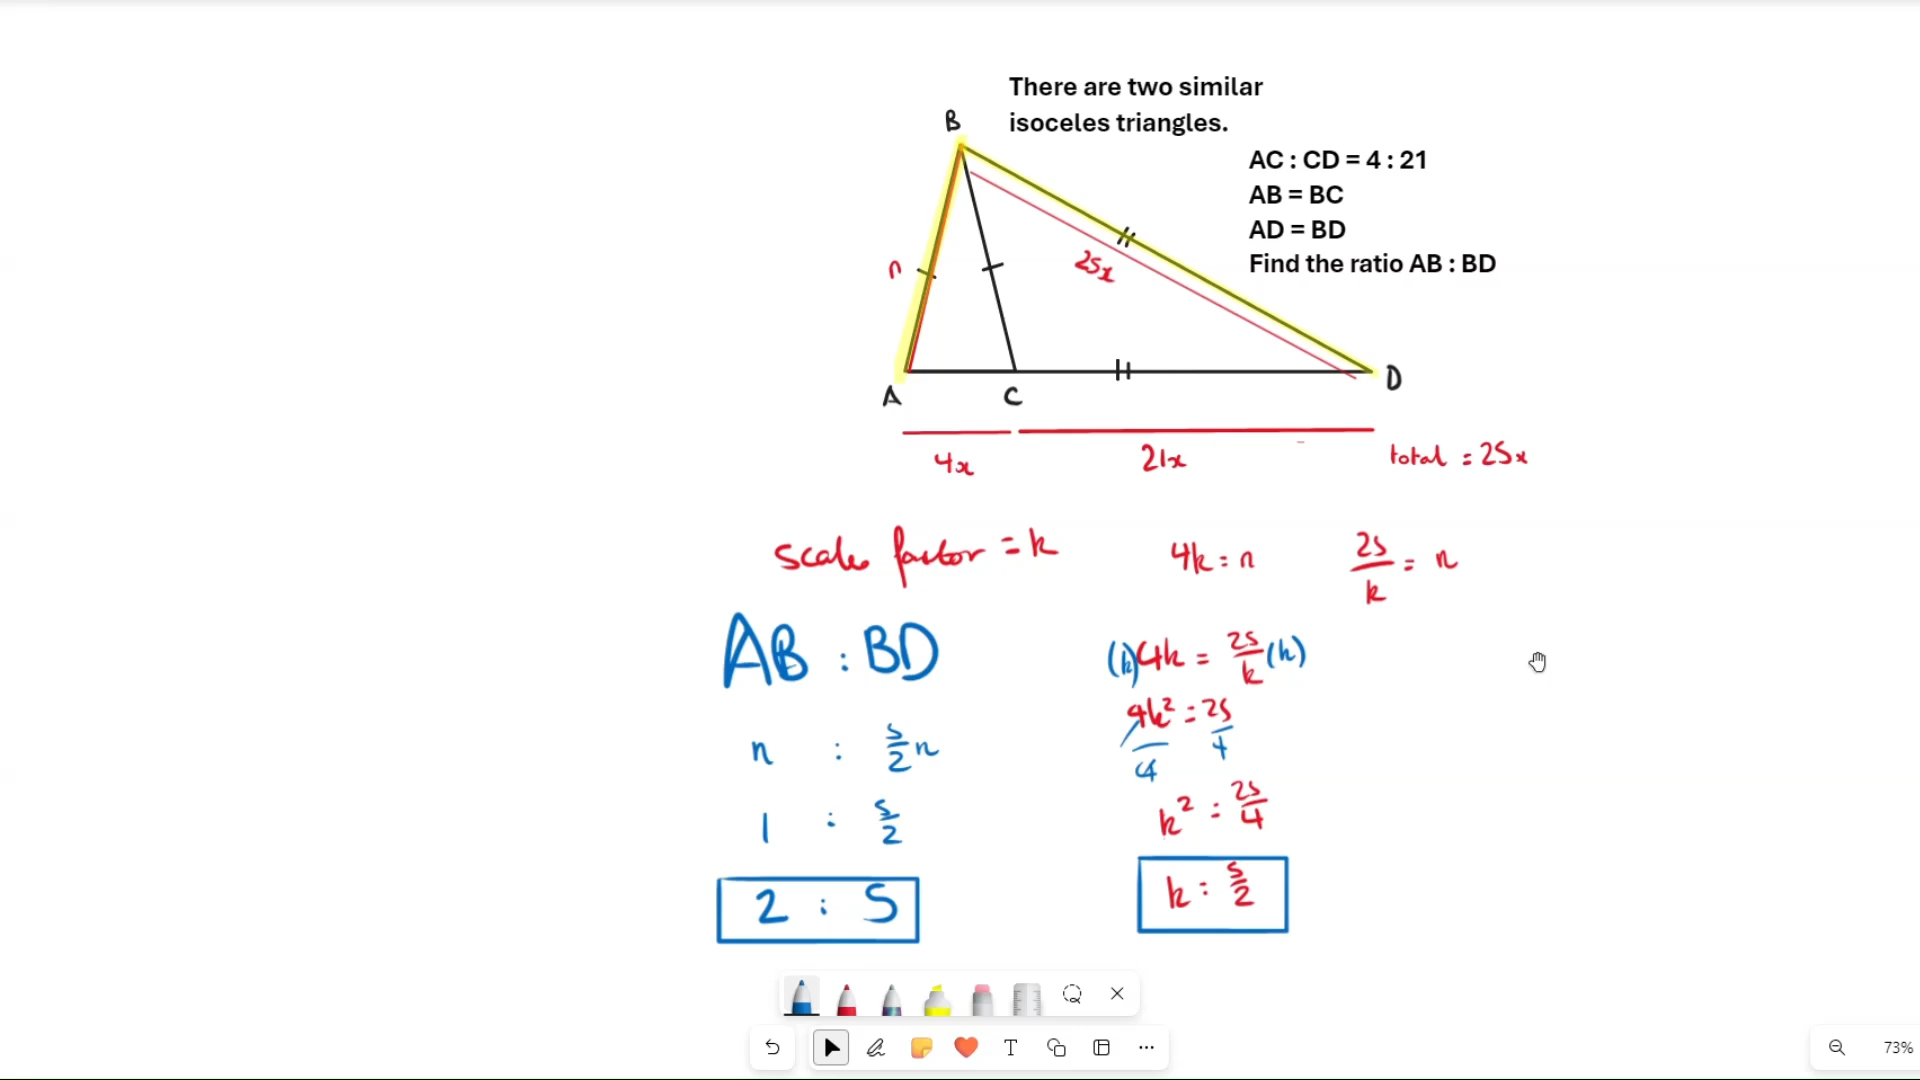 There are two similar
isoceles triangles.
B
AC : CD = 4 : 21
AB = BC
AD = BD
Find the ratio AB : BD
n
25x
A
C
D
4x
21x
total = 25x
scale factor = k
4k = n
25/k = n
AB : BD
(k)4k = 25/k (k)
n : 5/2 n
4k² = 25
4 4
1 : 5/2
k² = 25/4
2 : 5
k = 5/2
T
73%